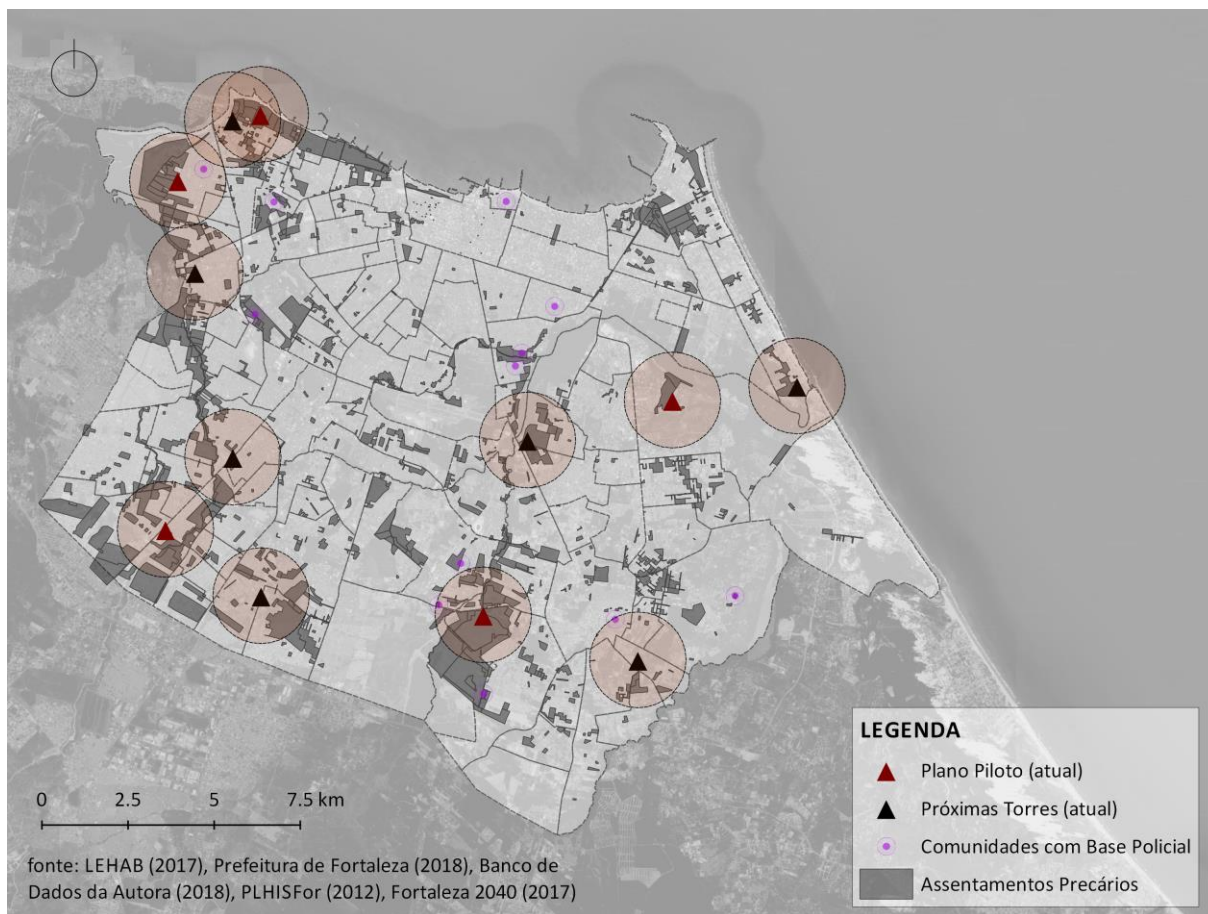 LEGENDA
Plano Piloto (atual)
Próximas Torres (atual)
Comunidades com Base Policial
Assentamentos Precários
0 2.5 5 7.5 km
fonte: LEHAB (2017), Prefeitura de Fortaleza (2018), Banco de
Dados da Autora (2018), PLHISFor (2012), Fortaleza 2040 (2017)